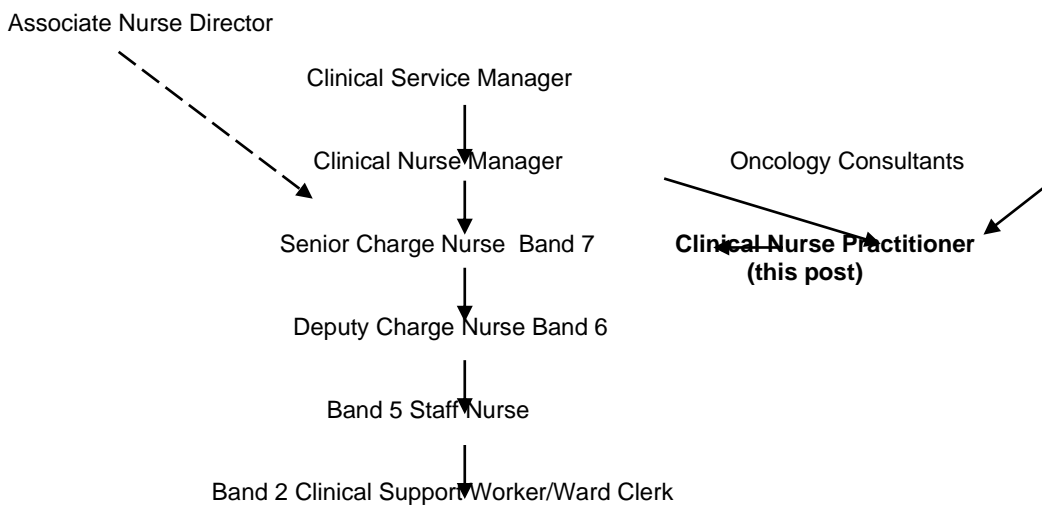 Associate Nurse Director
Clinical Service Manager
Clinical Nurse Manager
Oncology Consultants
Senior Charge Nurse  Band 7
Clinical Nurse Practitioner
(this post)
Deputy Charge Nurse Band 6
Band 5 Staff Nurse
Band 2 Clinical Support Worker/Ward Clerk